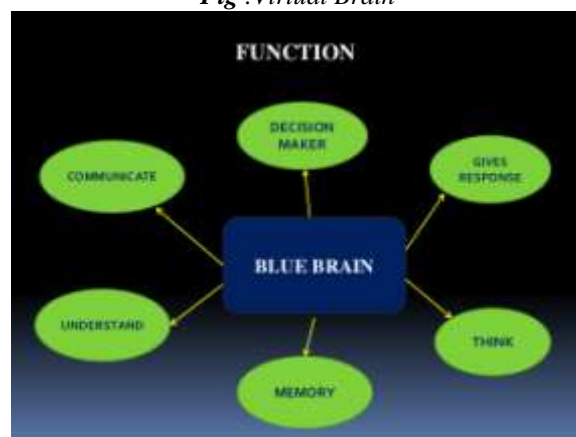 Fig :Virtual Brain
FUNCTION
DECISION
MAKER
COMMUNICATE
GIVES
RESPONSE
BLUE BRAIN
UNDERSTAND
THINK
MEMORY